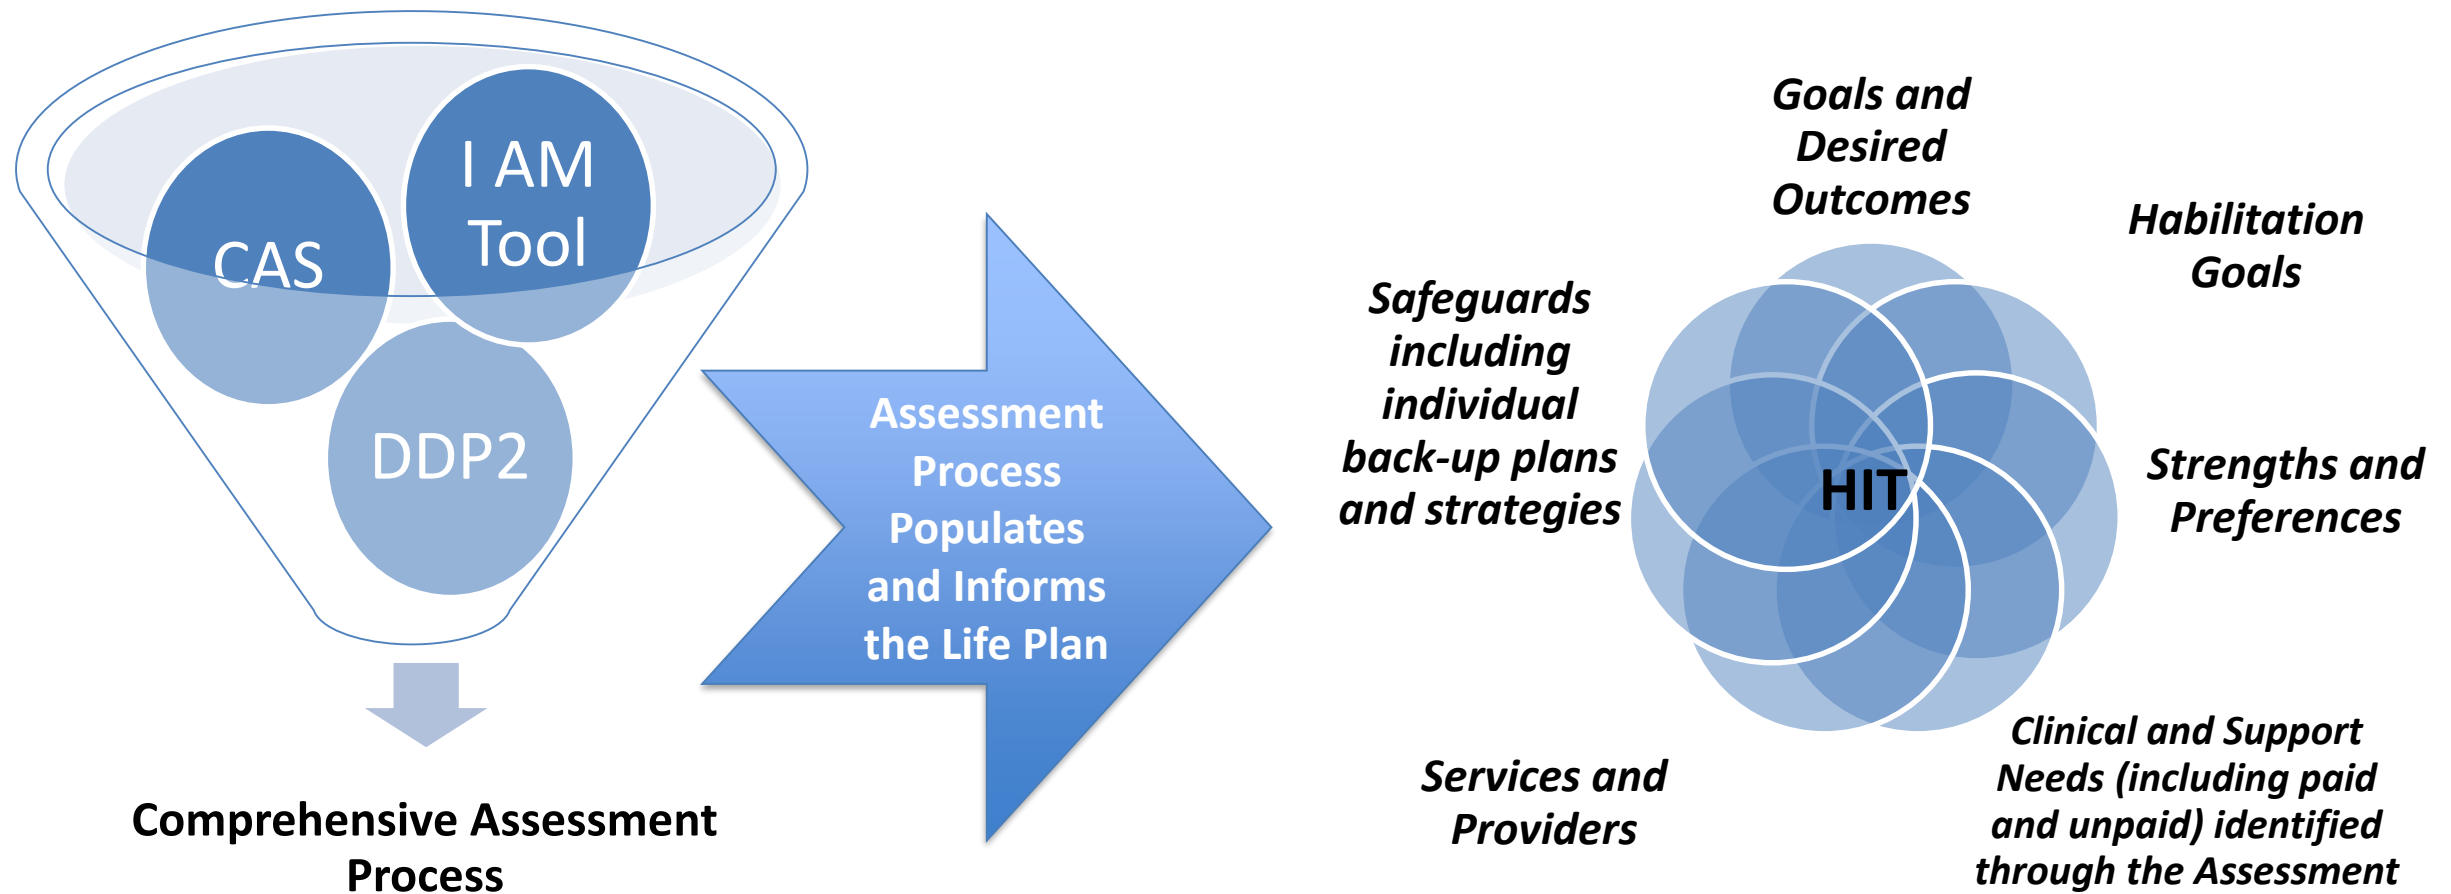 I AM
Tool
CAS
DDP2
Comprehensive Assessment
Process
Assessment
Process
Populates
and Informs
the Life Plan
Goals and
Desired
Outcomes
Habilitation
Goals
Strengths and
Preferences
Clinical and Support
Needs (including paid
and unpaid) identified
through the Assessment
Services and
Providers
Safeguards
including
individual
back-up plans
and strategies
HIT